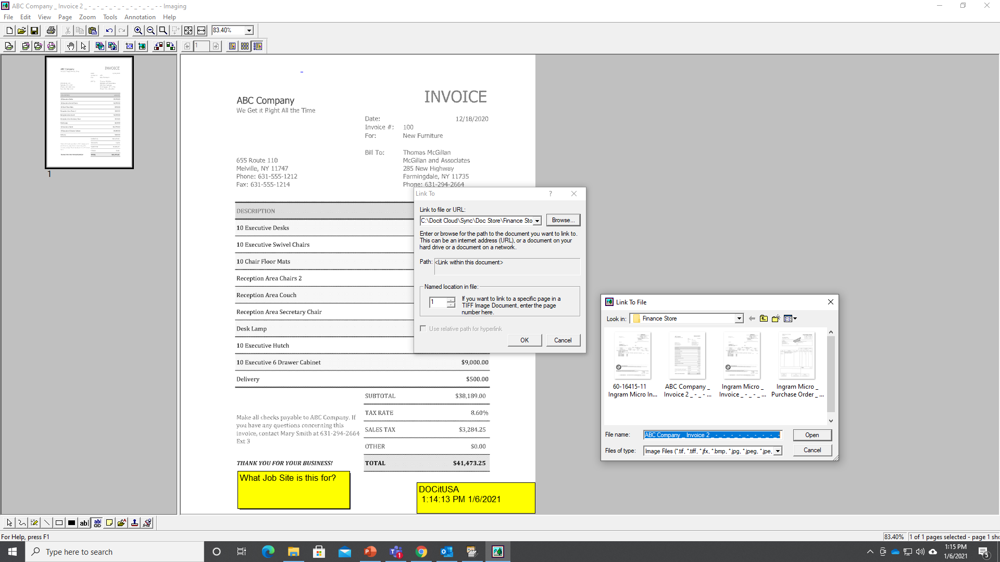 ABC Company _ Invoice 2 _ - _ - _ - _ - _ - _ - _ - _ - - Imaging
File Edit View Page Zoom Tools Annotation Help
83.40%
1
1
ABC Company
We Get it Right All the Time
INVOICE
Date: 12/18/2020
Invoice #: 100
For: New Furniture
Bill To: Thomas McGillan
McGillan and Associates
285 New Highway
Farmingdale, NY 11735
Phone: 631-294-2664
655 Route 110
Melville, NY 11747
Phone: 631-555-1212
Fax: 631-555-1214
DESCRIPTION
10 Executive Desks
10 Executive Swivel Chairs
10 Chair Floor Mats
Reception Area Chairs 2
Reception Area Couch
Reception Area Secretary Chair
Desk Lamp
10 Executive Hutch
10 Executive 6 Drawer Cabinet $9,000.00
Delivery $500.00
SUBTOTAL $38,189.00
TAX RATE 8.60%
SALES TAX $3,284.25
OTHER $0.00
TOTAL $41,473.25
Make all checks payable to ABC Company. If
you have any questions concerning this
invoice, contact Mary Smith at 631-294-2664
Ext 3
THANK YOU FOR YOUR BUSINESS!
What Job Site is this for?
DOCitUSA
1:14:13 PM 1/6/2021
Link To
?
Link to file or URL:
C:\Docit Cloud\Sync\Doc Store\Finance Sto
Browse...
Enter or browse for the path to the document you want to link to.
This can be an internet address (URL), or a document on your
hard drive or a document on a network.
Path: <Link within this document>
Named location in file:
1
If you want to link to a specific page in a
TIFF Image Document, enter the page
number here.
Use relative path for hyperlink
OK Cancel
Link To File
Look in: Finance Store
60-16415-11
Ingram Micro In...
ABC Company _
Invoice 2 _ - _ - ...
Ingram Micro _
Invoice _ - _ - _ ...
Ingram Micro _
Purchase Order _ ...
File name: ABC Company _ Invoice 2 _ - _ - _ - _ - _ - _ - _ - _ -
Open
Files of type: Image Files (*.tif, *.tiff, *.jfx, *.bmp, *.jpg, *.jpeg, *.jpe,
Cancel
For Help, press F1
83.40% 1 of 1 pages selected - page 1 sho
Type here to search
1:15 PM
1/6/2021